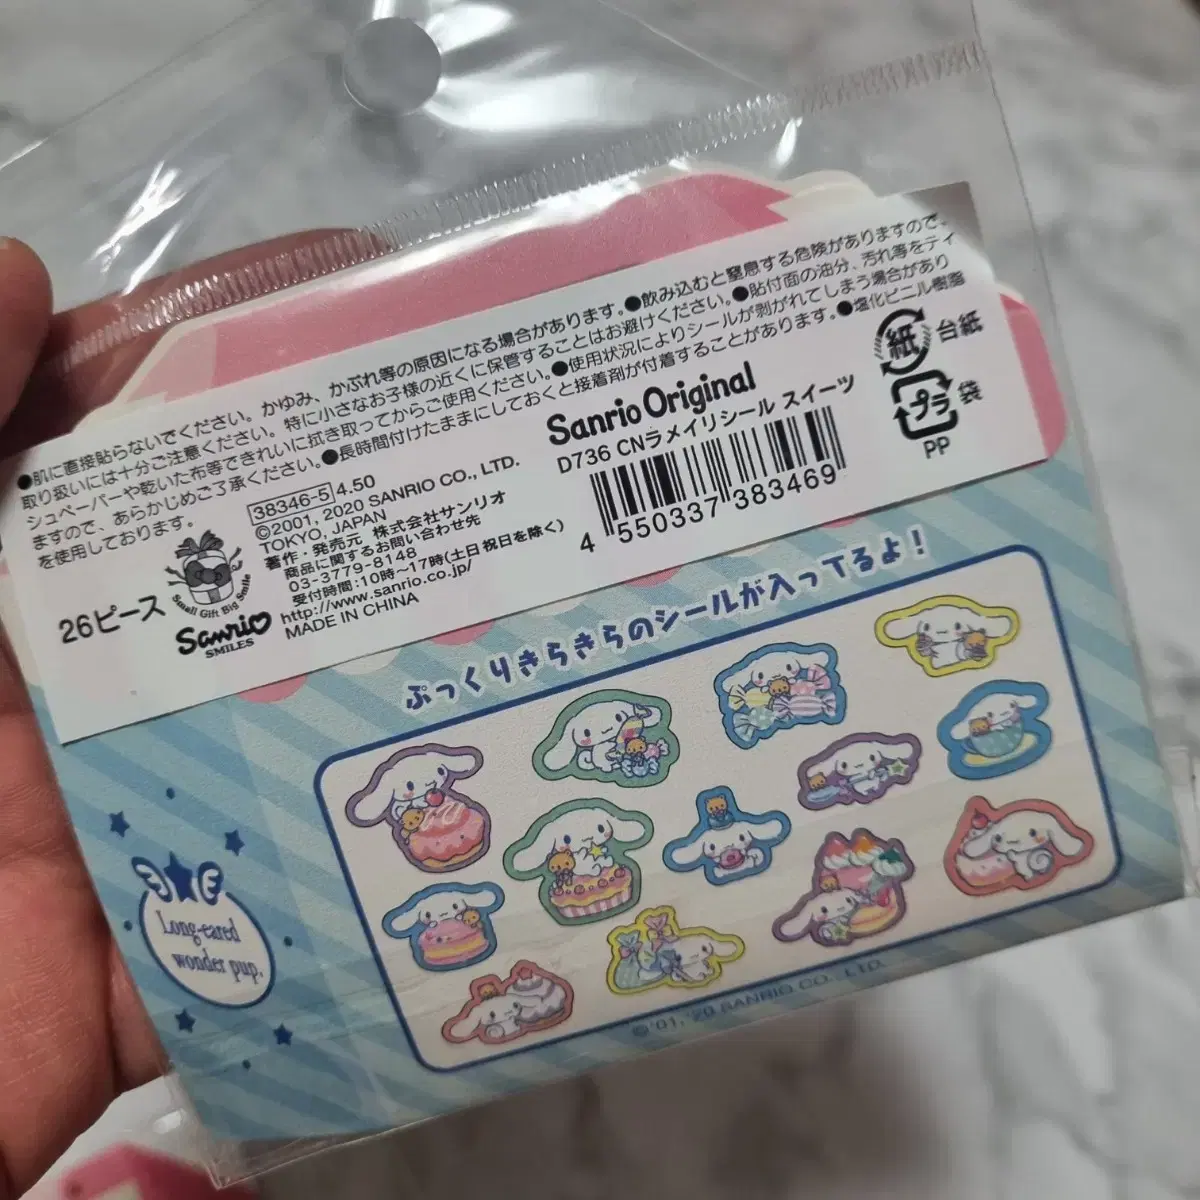 ●肌に直接貼らないでください。かゆみ、かぶれ等の原因になる場合があります。●飲み込むと窒息する危険がありますので、
取り扱いには十分ご注意ください。特に小さなお子様の近くに保管することはお避けください。●貼付面の油分、汚れ等をティ
シュペーパーや乾いた布等できれいに拭き取ってからご使用ください。●使用状況によりシールが剥がれてしまう場合があり
ますので、あらかじめご了承ください。●長時間付けたままにしておくと接着剤が付着することがあります。●塩化ビニル樹脂
を使用しております。
26ピース
Small Gift Big Smile
Sanrio
SMILES
38346-5 4.50
©2001, 2020 SANRIO CO., LTD.
TOKYO, JAPAN
著作・発売元 株式会社サンリオ
商品に関するお問い合わせ先
03-3779-8148
受付時間:10時〜17時(土日祝日を除く)
http://www.sanrio.co.jp/
MADE IN CHINA
Sanrio Original
D736 CNラメイリシール スイーツ
4 550337 383469
紙 台紙
プラ 袋
PP
ぷっくりきらきらのシールが入ってるよ!
Long-eared
wonder pup.
©'01, '20 SANRIO CO., LTD.